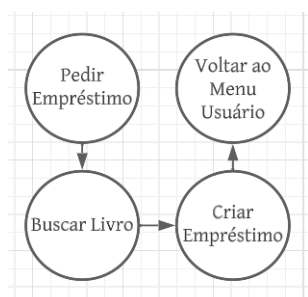 Pedir
Empréstimo
Buscar Livro
Criar
Empréstimo
Voltar ao
Menu
Usuário